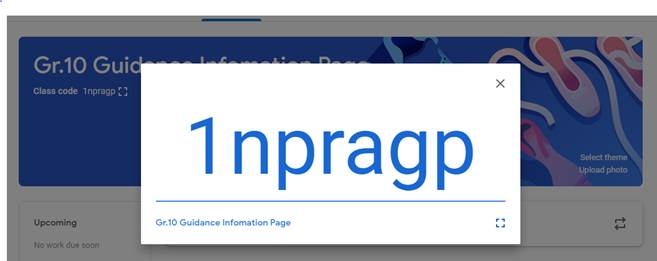 Gr.10 Guidance Infomation Page
Class code 1npragp
1npragp
Select theme
Upload photo
Gr.10 Guidance Infomation Page
Upcoming
No work due soon